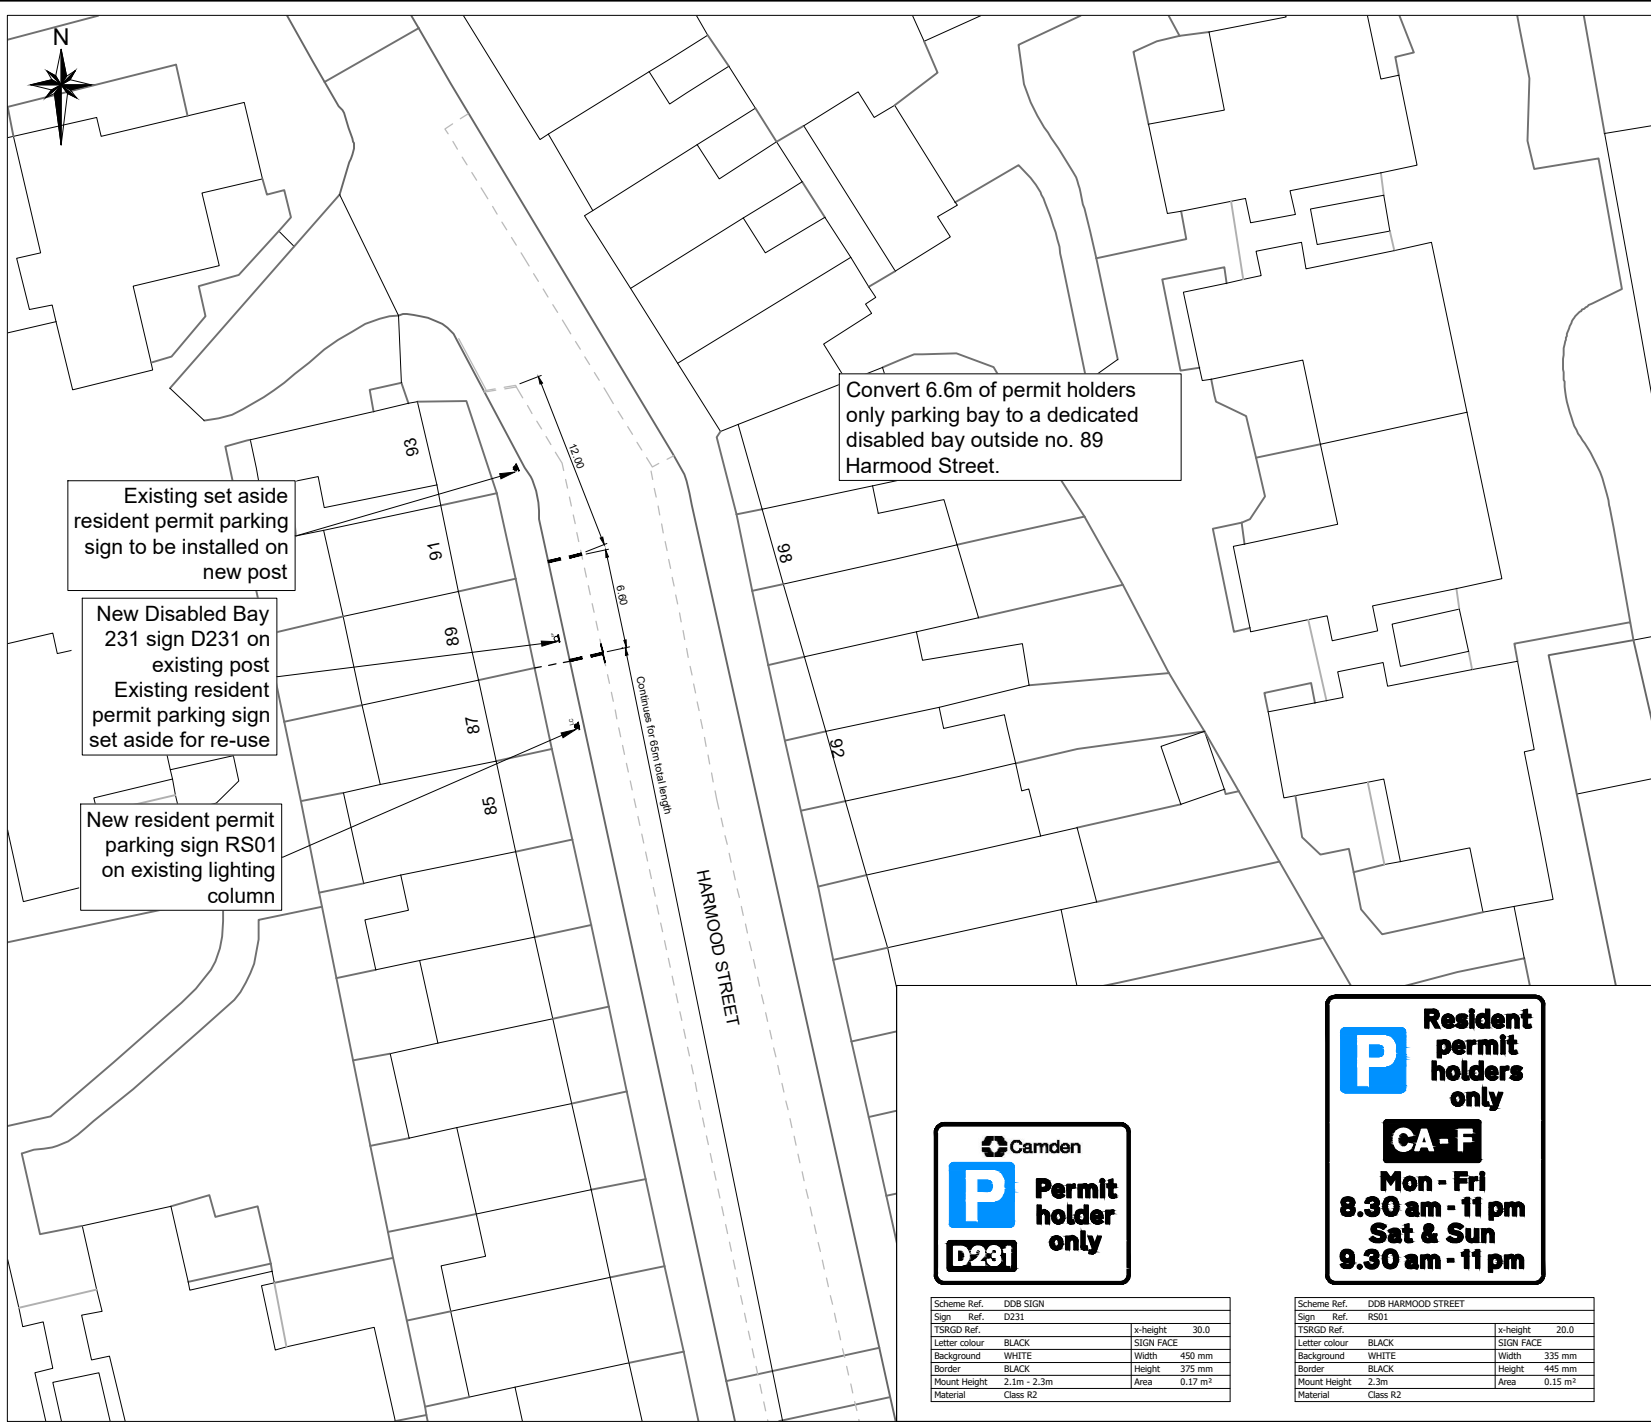 N
Convert 6.6m of permit holders
only parking bay to a dedicated
disabled bay outside no. 89
Harmood Street.
Existing set aside
resident permit parking
sign to be installed on
new post
New Disabled Bay
231 sign D231 on
existing post
Existing resident
permit parking sign
set aside for re-use
New resident permit
parking sign RS01
on existing lighting
column
93
91
89
87
85
98
92
12.00
6.60
Continues for 65m total length
HARMOOD STREET
Camden
P
Permit
holder
only
D231
P
Resident
permit
holders
only
CA - F
Mon - Fri
8.30 am - 11 pm
Sat & Sun
9.30 am - 11 pm
Scheme Ref. DDB SIGN
Sign Ref. D231
TSRGD Ref. x-height 30.0
Letter colour BLACK SIGN FACE
Background WHITE Width 450 mm
Border BLACK Height 375 mm
Mount Height 2.1m - 2.3m Area 0.17 m²
Material Class R2
Scheme Ref. DDB HARMOOD STREET
Sign Ref. RS01
TSRGD Ref. x-height 20.0
Letter colour BLACK SIGN FACE
Background WHITE Width 335 mm
Border BLACK Height 445 mm
Mount Height 2.3m Area 0.15 m²
Material Class R2